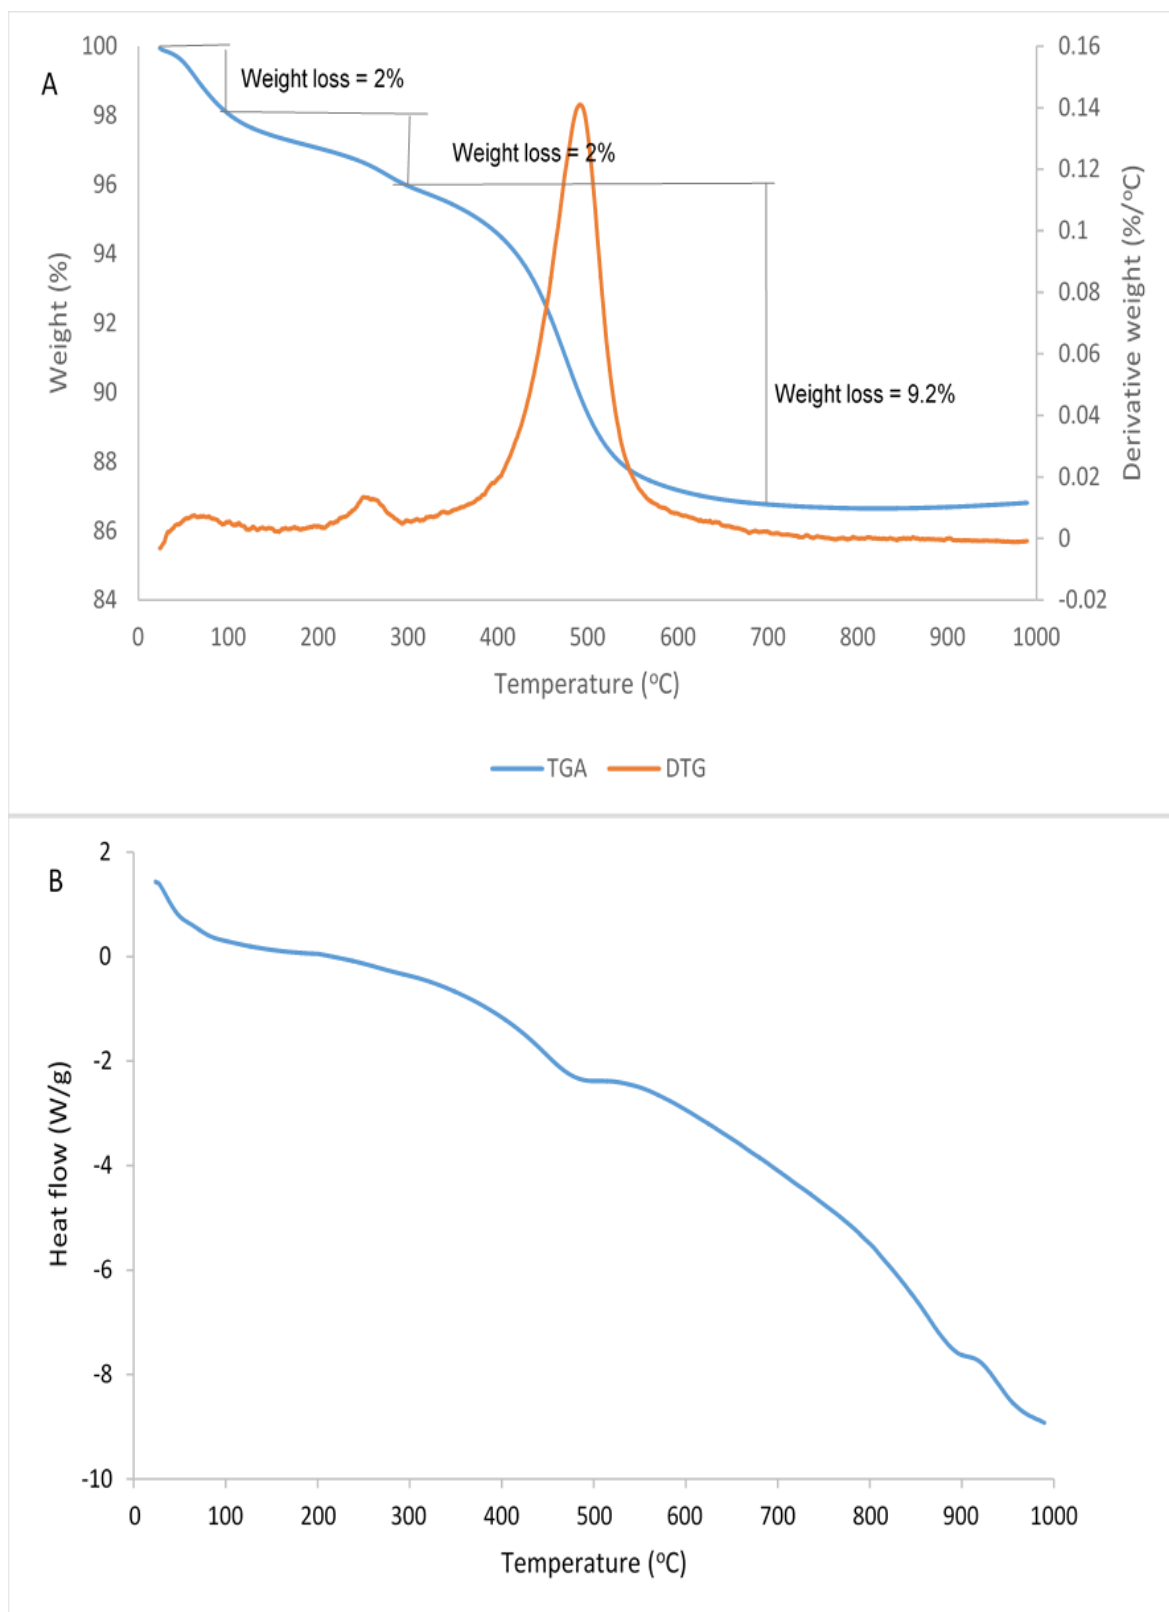 A
Weight (%)
100
98
96
94
92
90
88
86
84
Weight loss = 2%
Weight loss = 2%
Weight loss = 9.2%
0.16
0.14
0.12
0.1
0.08
0.06
0.04
0.02
0
-0.02
Derivative weight (%/°C)
0 100 200 300 400 500 600 700 800 900 1000
Temperature (°C)
TGA DTG
B
Heat flow (W/g)
2
0
-2
-4
-6
-8
-10
0 100 200 300 400 500 600 700 800 900 1000
Temperature (°C)